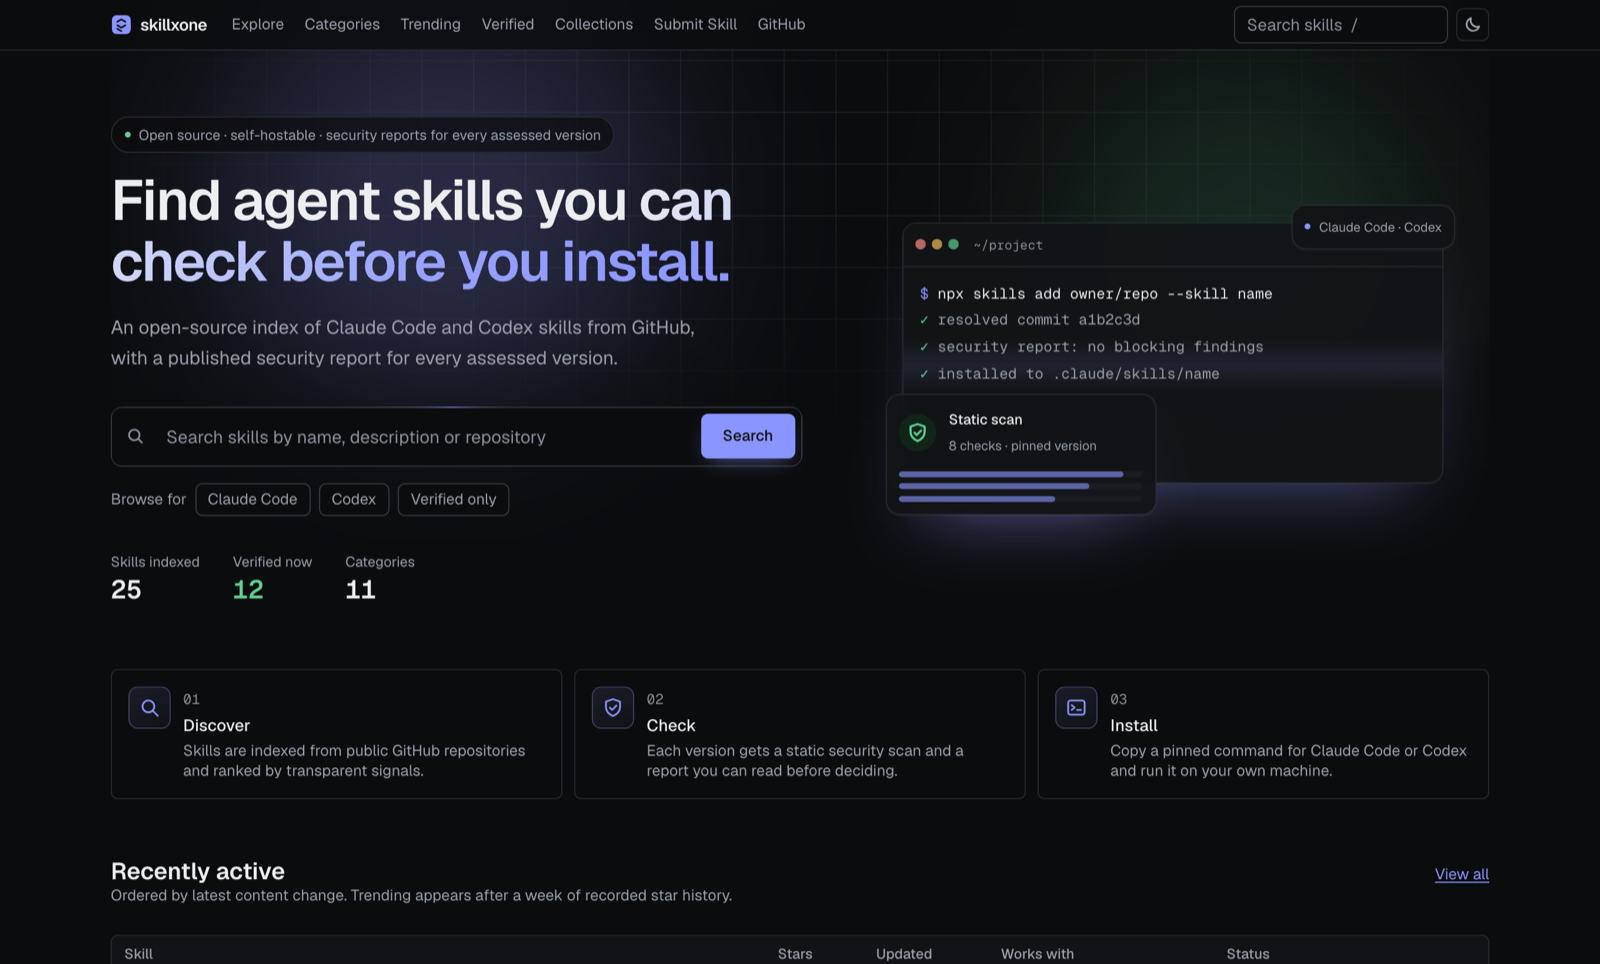 skillxone
Explore
Categories
Trending
Verified
Collections
Submit Skill
GitHub
Search skills /
Open source · self-hostable · security reports for every assessed version
Find agent skills you can
check before you install.
An open-source index of Claude Code and Codex skills from GitHub,
with a published security report for every assessed version.
Search skills by name, description or repository
Search
Browse for
Claude Code
Codex
Verified only
Skills indexed
25
Verified now
12
Categories
11
~/project
Claude Code · Codex
$ npx skills add owner/repo --skill name
✓ resolved commit a1b2c3d
✓ security report: no blocking findings
✓ installed to .claude/skills/name
Static scan
8 checks · pinned version
01
Discover
Skills are indexed from public GitHub repositories
and ranked by transparent signals.
02
Check
Each version gets a static security scan and a
report you can read before deciding.
03
Install
Copy a pinned command for Claude Code or Codex
and run it on your own machine.
Recently active
View all
Ordered by latest content change. Trending appears after a week of recorded star history.
Skill
Stars
Updated
Works with
Status